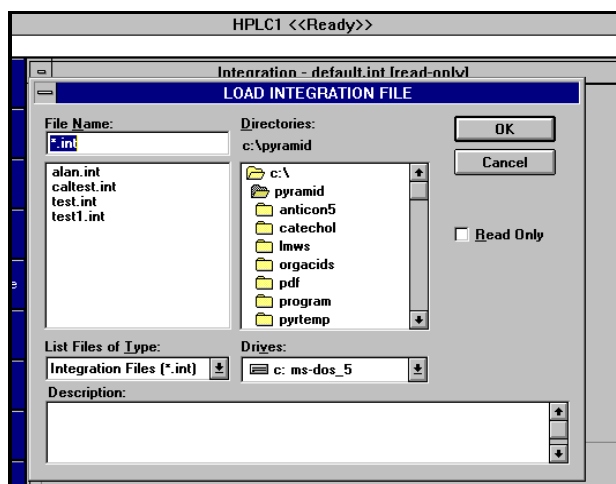 HPLC1 <<Ready>>
Integration - default.int [read-only]
LOAD INTEGRATION FILE
File Name:
*.int
alan.int
caltest.int
test.int
test1.int
Directories:
c:\pyramid
c:\
pyramid
anticon5
catechol
lmws
orgacids
pdf
program
pyrtemp
OK
Cancel
Read Only
List Files of Type:
Integration Files (*.int)
Drives:
c: ms-dos_5
Description:
e